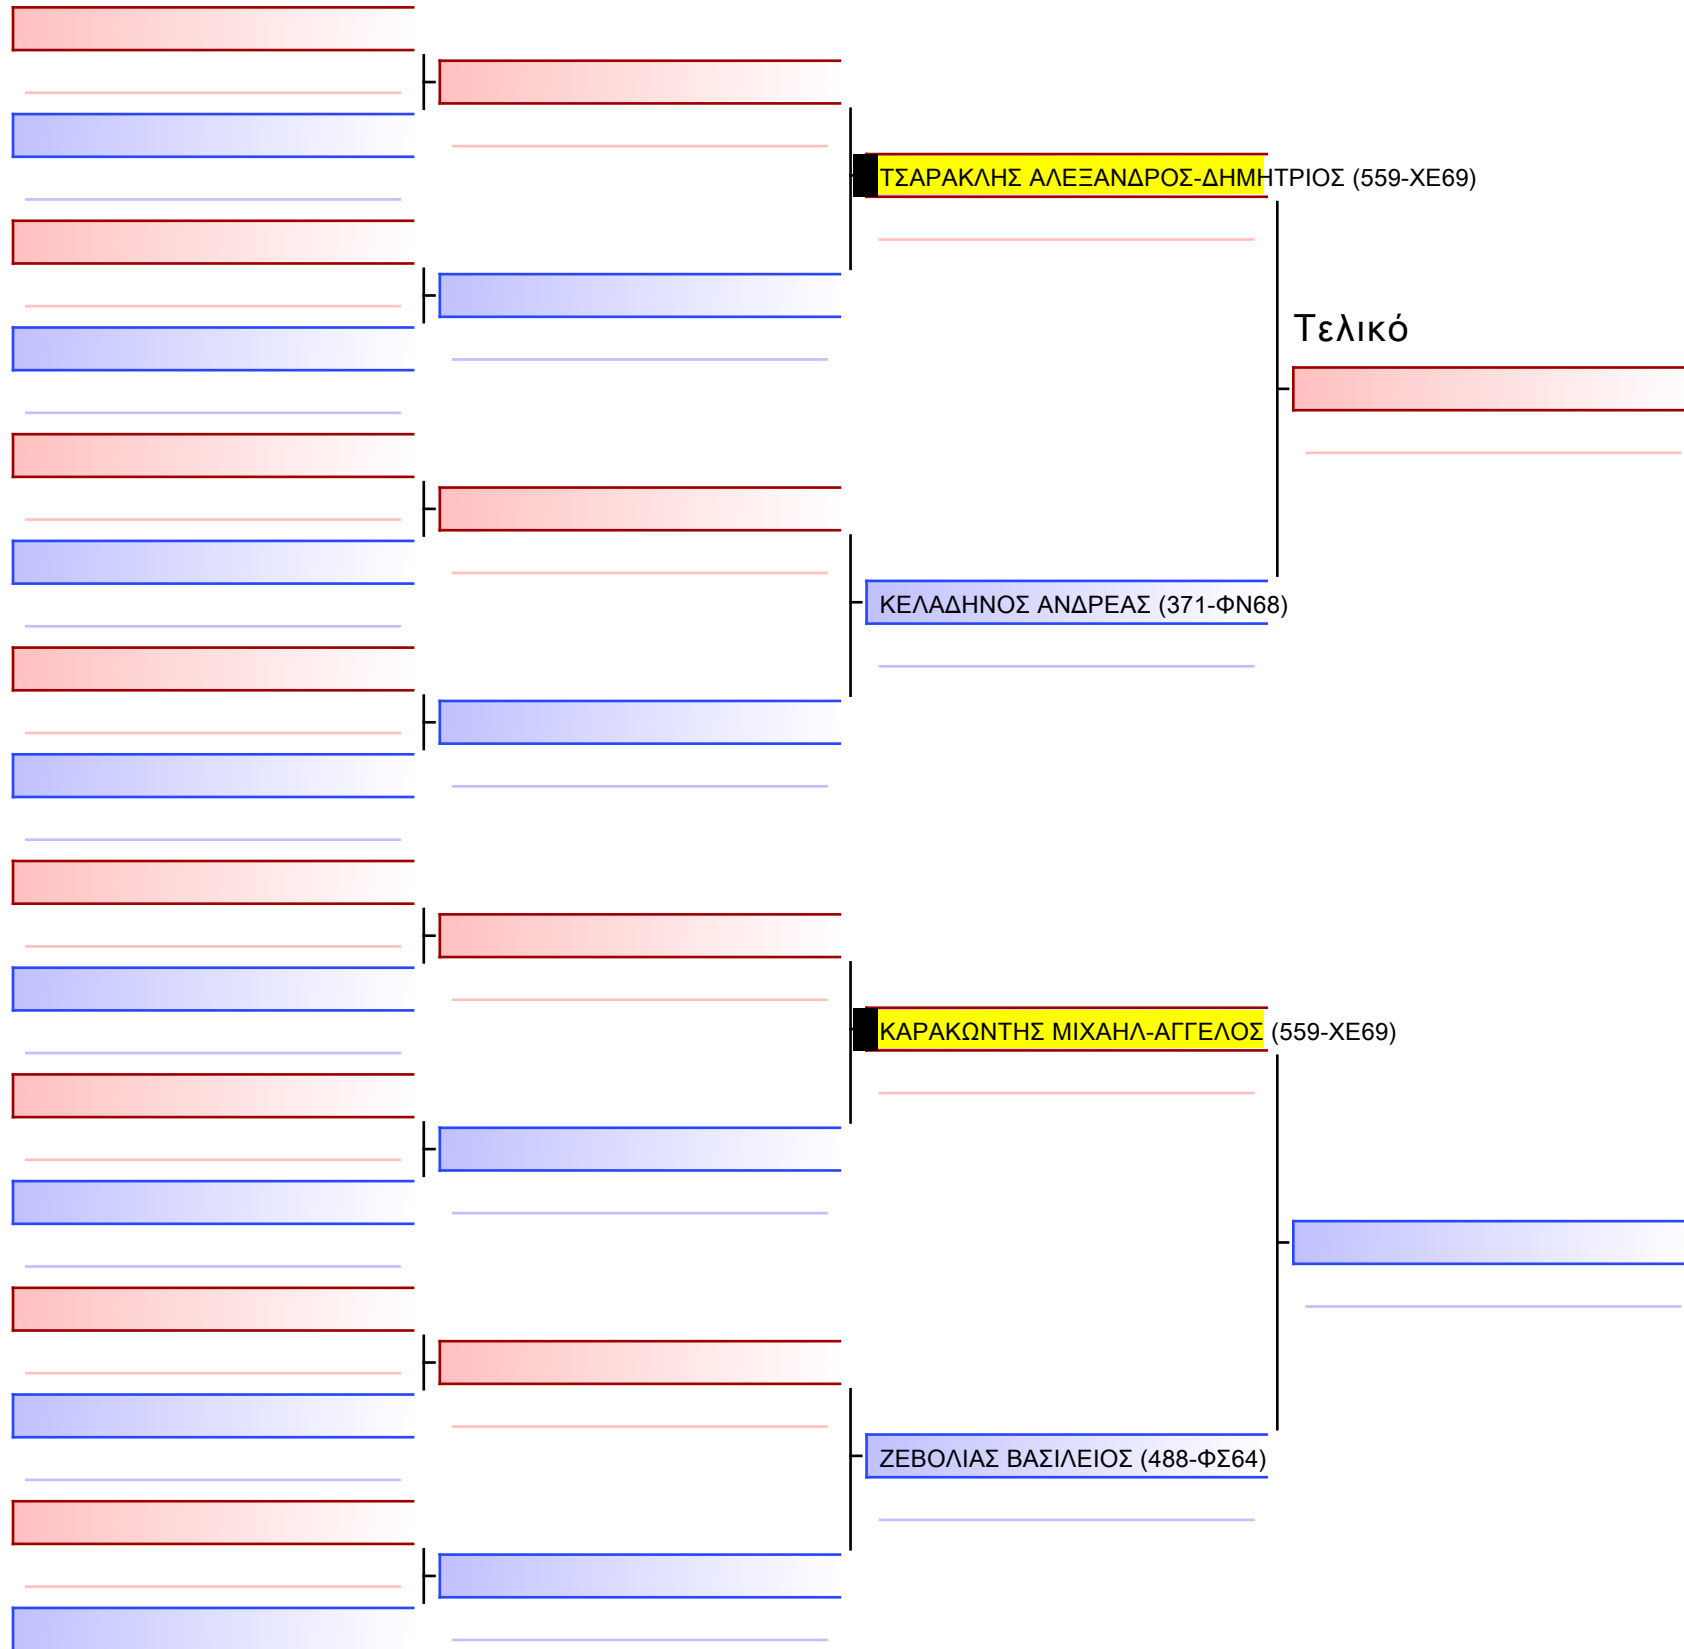 ΤΣΑΡΑΚΛΗΣ ΑΛΕΞΑΝΔΡΟΣ-ΔΗΜΗΤΡΙΟΣ (559-ΧΕ69)
Τελικό
ΚΕΛΑΔΗΝΟΣ ΑΝΔΡΕΑΣ (371-ΦΝ68)
ΚΑΡΑΚΩΝΤΗΣ ΜΙΧΑΗΛ-ΑΓΓΕΛΟΣ (559-ΧΕ69)
ΖΕΒΟΛΙΑΣ ΒΑΣΙΛΕΙΟΣ (488-ΦΣ64)